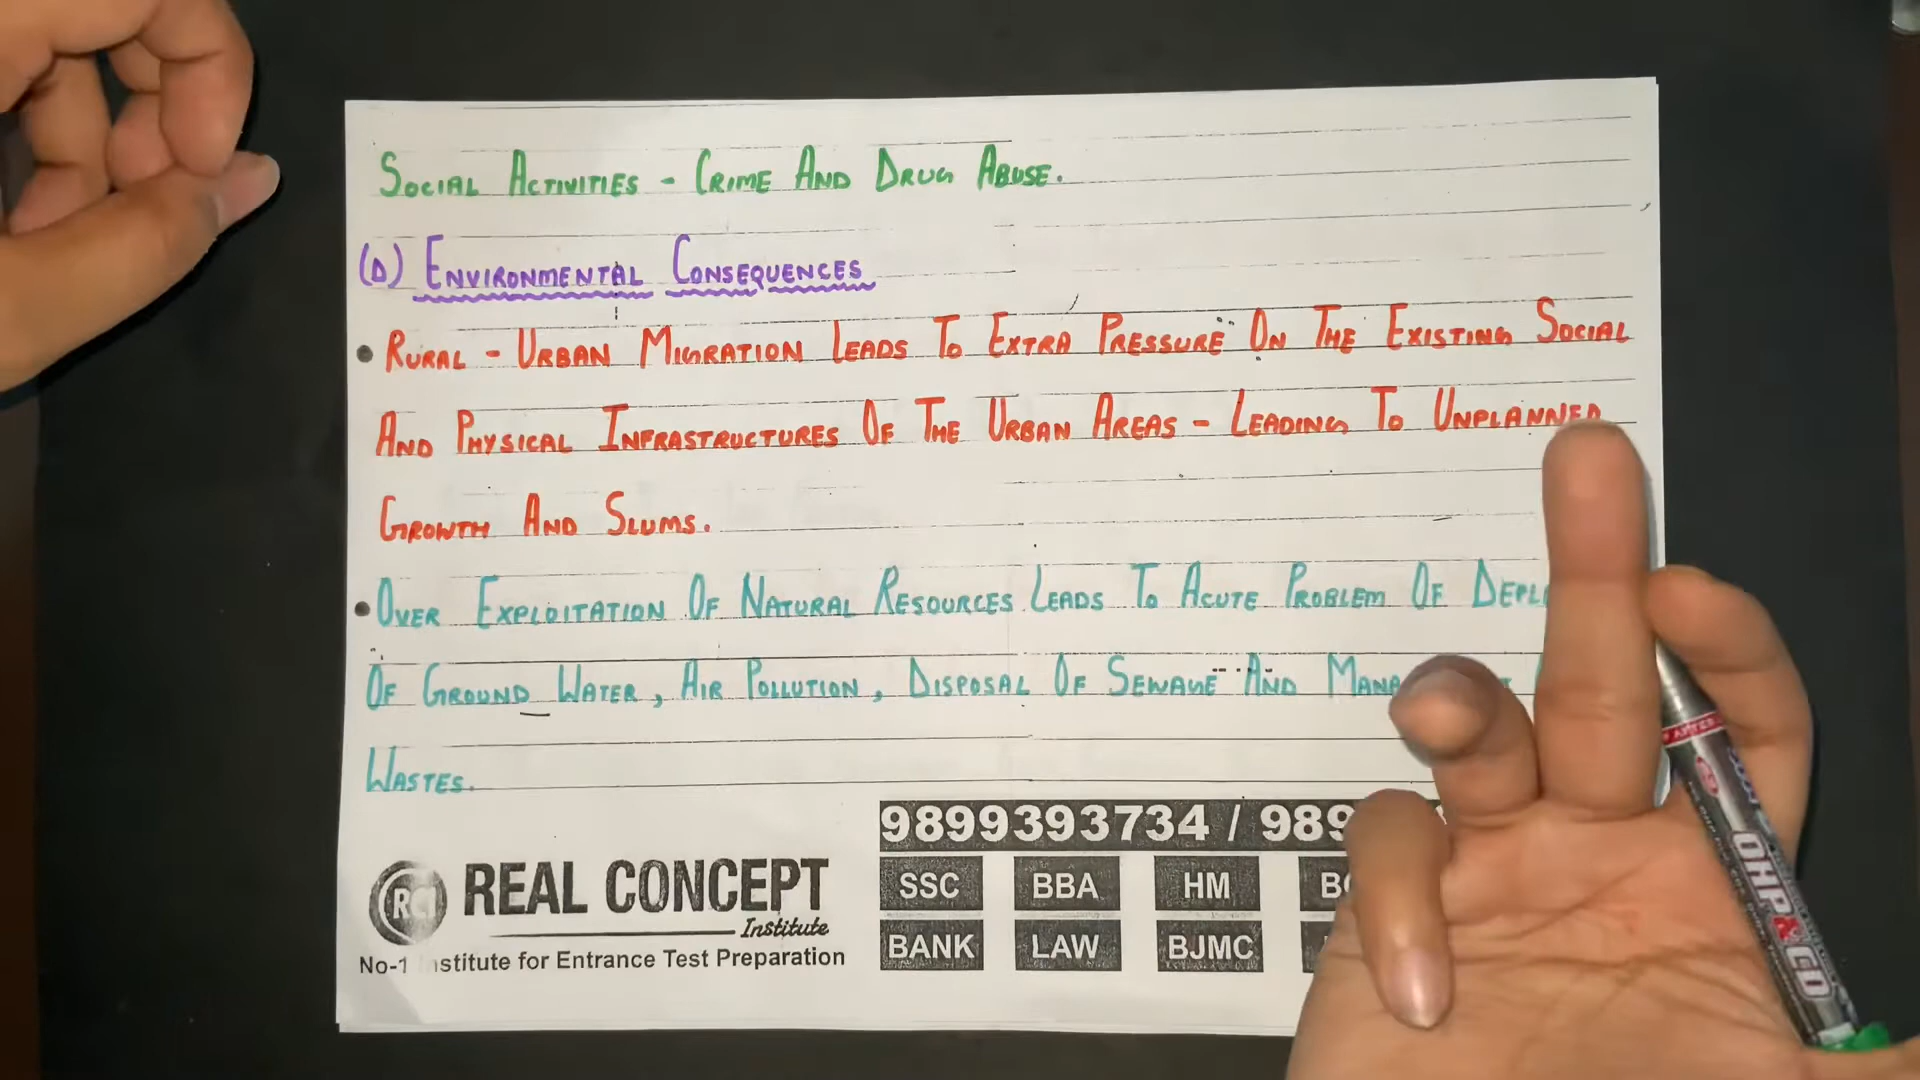 SOCIAL ACTIVITIES - CRIME AND DRUG ABUSE.
(D) ENVIRONMENTAL CONSEQUENCES
• RURAL - URBAN MIGRATION LEADS TO EXTRA PRESSURE ON THE EXISTING SOCIAL
AND PHYSICAL INFRASTRUCTURES OF THE URBAN AREAS - LEADING TO UNPLANNED
GROWTH AND SLUMS.
• OVER EXPLOITATION OF NATURAL RESOURCES LEADS TO ACUTE PROBLEM OF
OF GROUND WATER, AIR POLLUTION, DISPOSAL OF SEWAGE AND
WASTES.
9899393734 /
RCI REAL CONCEPT
Institute
No-1 Institute for Entrance Test Preparation
SSC BBA HM
BANK LAW BJMC
OHP&CD